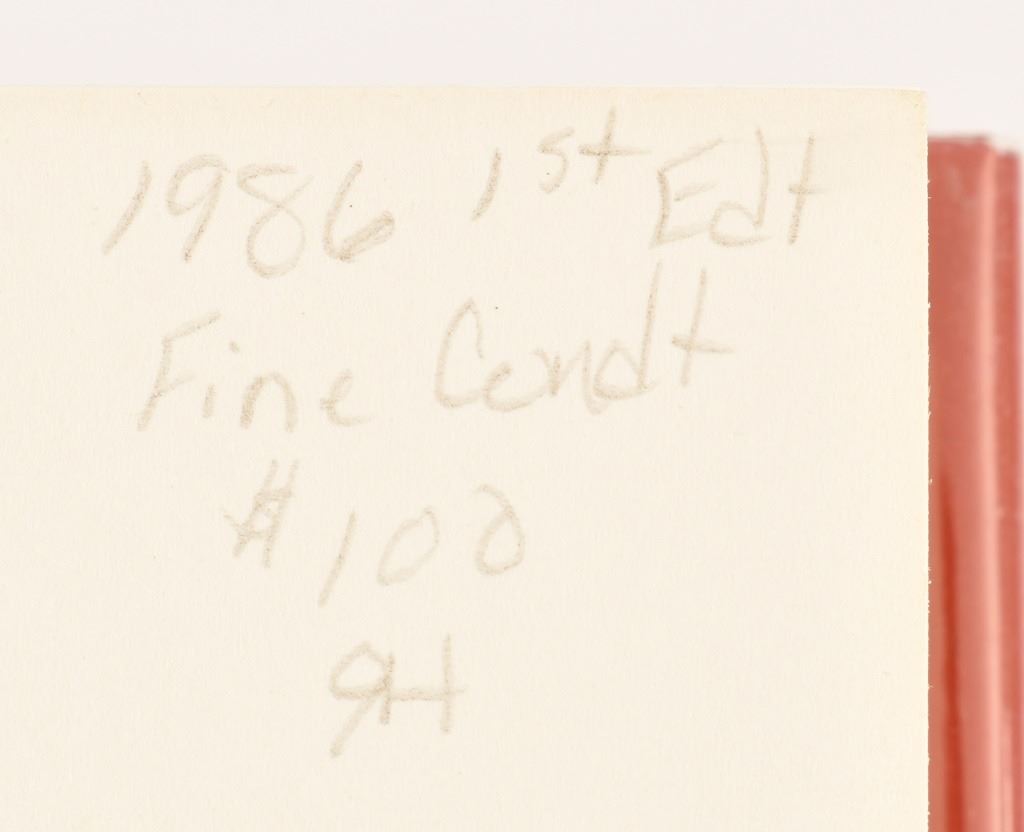 1986 1st Edt
Fine Condt
$100
9H